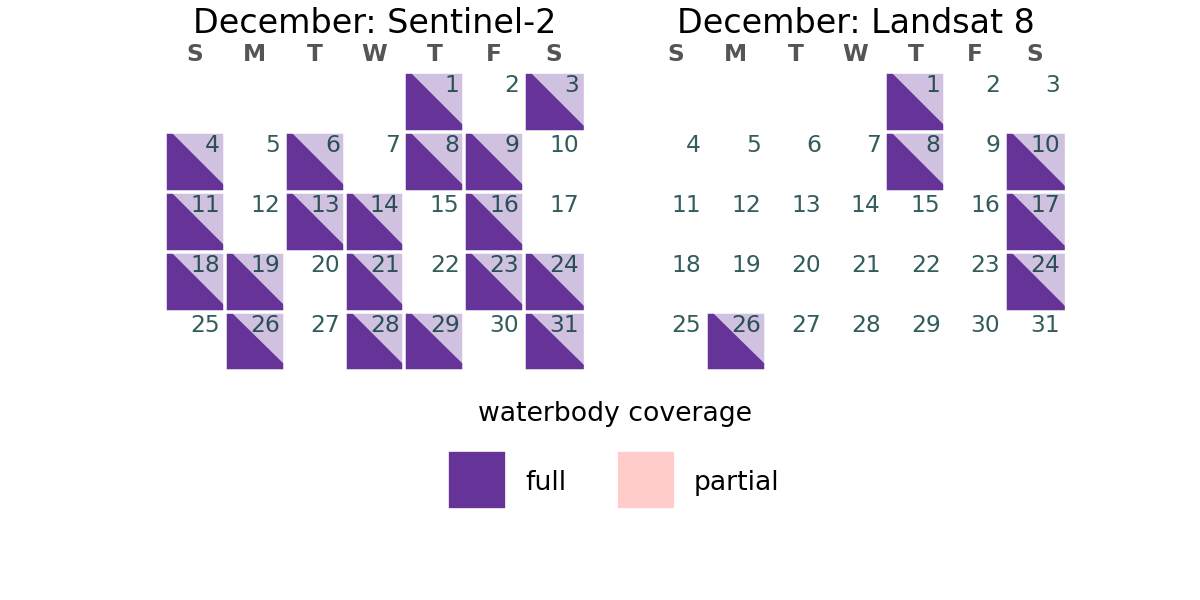 December: Sentinel-2
S M T W T F S
1 2 3
4 5 6 7 8 9 10
11 12 13 14 15 16 17
18 19 20 21 22 23 24
25 26 27 28 29 30 31
December: Landsat 8
S M T W T F S
1 2 3
4 5 6 7 8 9 10
11 12 13 14 15 16 17
18 19 20 21 22 23 24
25 26 27 28 29 30 31
waterbody coverage
full partial